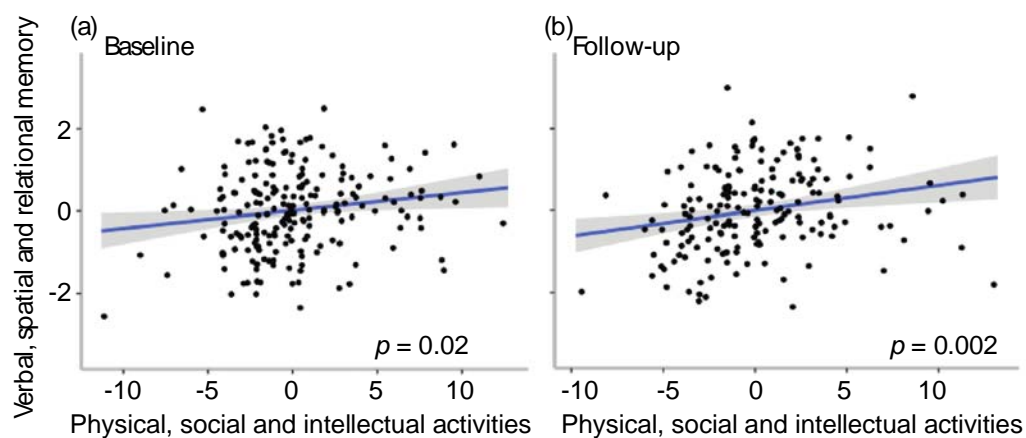 (a) Baseline
(b) Follow-up
Verbal, spatial and relational memory
2
0
-2
p = 0.02
p = 0.002
-10 -5 0 5 10
-10 -5 0 5 10
Physical, social and intellectual activities
Physical, social and intellectual activities